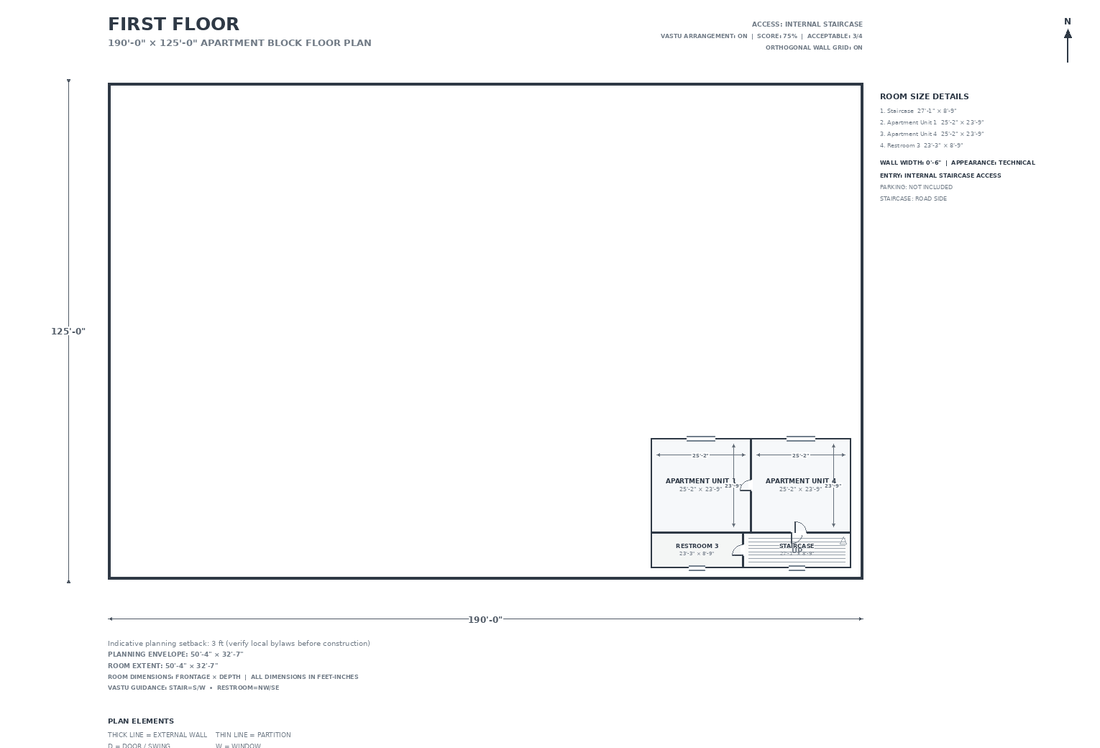 FIRST FLOOR
190'-0" × 125'-0" APARTMENT BLOCK FLOOR PLAN
ACCESS: INTERNAL STAIRCASE
VASTU ARRANGEMENT: ON | SCORE: 75% | ACCEPTABLE: 3/4
ORTHOGONAL WALL GRID: ON
N
ROOM SIZE DETAILS
1. Staircase 27'-1" × 8'-9"
2. Apartment Unit 1 25'-2" × 23'-9"
3. Apartment Unit 4 25'-2" × 23'-9"
4. Restroom 3 23'-3" × 8'-9"
WALL WIDTH: 0'-6" | APPEARANCE: TECHNICAL
ENTRY: INTERNAL STAIRCASE ACCESS
PARKING: NOT INCLUDED
STAIRCASE: ROAD SIDE
125'-0"
25'-2"
25'-2"
APARTMENT UNIT 1
25'-2" × 23'-9"
23'-9"
APARTMENT UNIT 4
25'-2" × 23'-9"
23'-9"
RESTROOM 3
23'-3" × 8'-9"
STAIRCASE
UP
190'-0"
Indicative planning setback: 3 ft (verify local bylaws before construction)
PLANNING ENVELOPE: 50'-4" × 32'-7"
ROOM EXTENT: 50'-4" × 32'-7"
ROOM DIMENSIONS: FRONTAGE × DEPTH | ALL DIMENSIONS IN FEET-INCHES
VASTU GUIDANCE: STAIR=S/W • RESTROOM=NW/SE
PLAN ELEMENTS
THICK LINE = EXTERNAL WALL THIN LINE = PARTITION
D = DOOR / SWING W = WINDOW